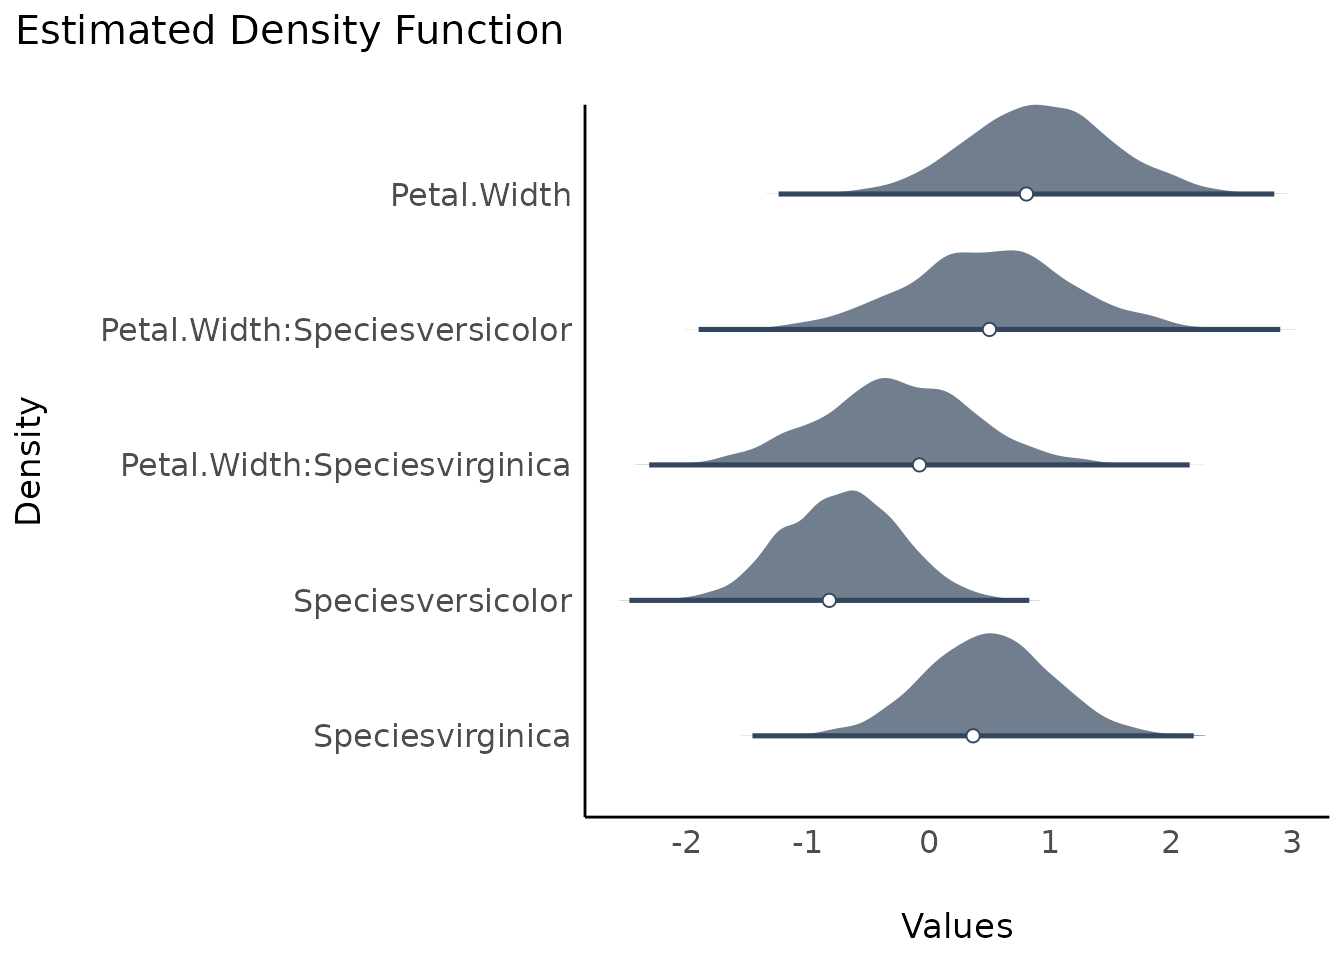 Estimated Density Function
Density
Petal.Width
Petal.Width:Speciesversicolor
Petal.Width:Speciesvirginica
Speciesversicolor
Speciesvirginica
-2 -1 0 1 2 3
Values